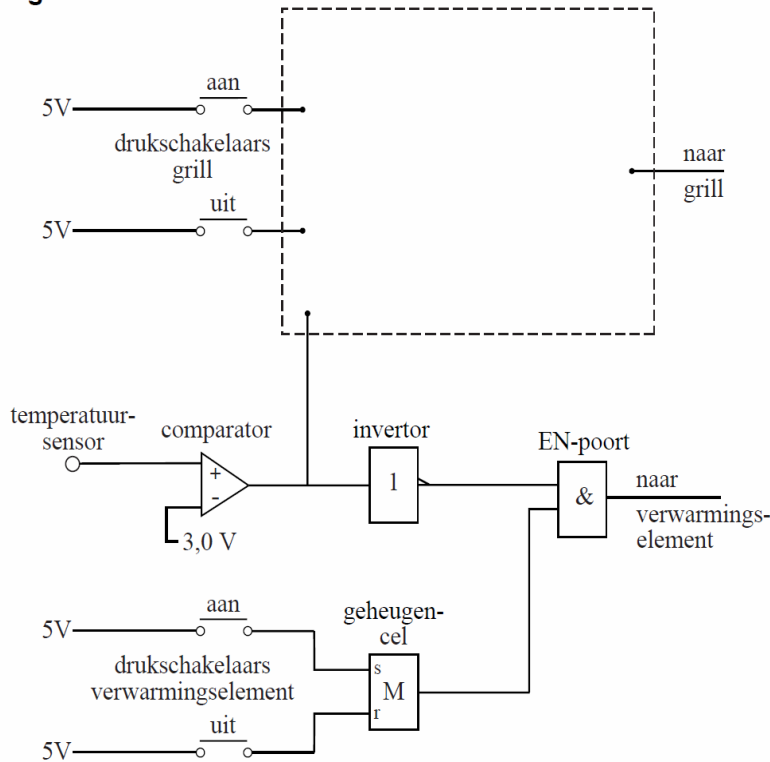 g
aan
5V
drukschakelaars
grill
uit
5V
naar
grill
temperatuur-
sensor
comparator
+
-
3,0 V
invertor
1
EN-poort
&
naar
verwarmings-
element
aan
5V
drukschakelaars
verwarmingselement
uit
5V
geheugen-
cel
s
M
r